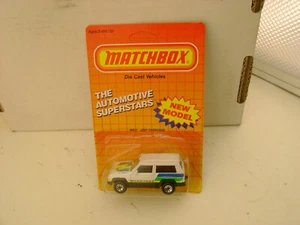 MATCHBOX
Die Cast Vehicles
THE
AUTOMOTIVE
SUPERSTARS
NEW
MODEL